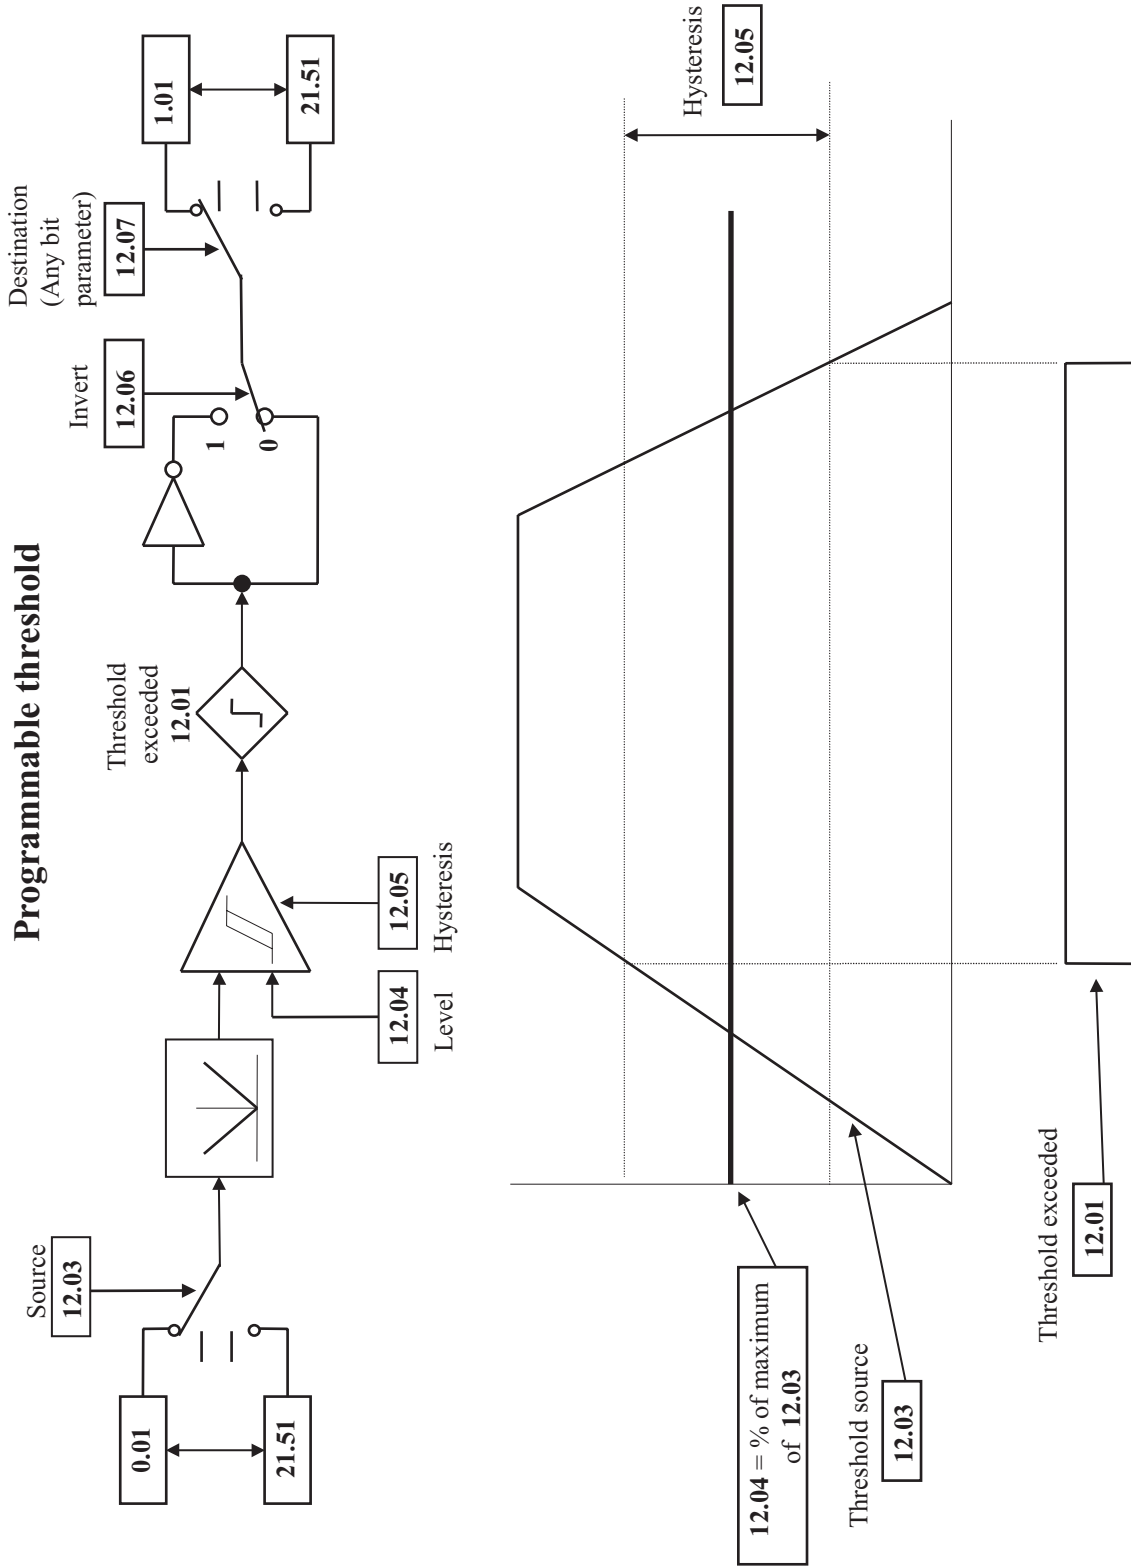 Programmable threshold
Source
12.03
0.01
21.51
12.04
Level
12.05
Hysteresis
Threshold
exceeded
12.01
Invert
12.06
1
0
Destination
(Any bit
parameter)
12.07
1.01
21.51
Hysteresis
12.05
12.04 = % of maximum
of 12.03
Threshold source
12.03
Threshold exceeded
12.01